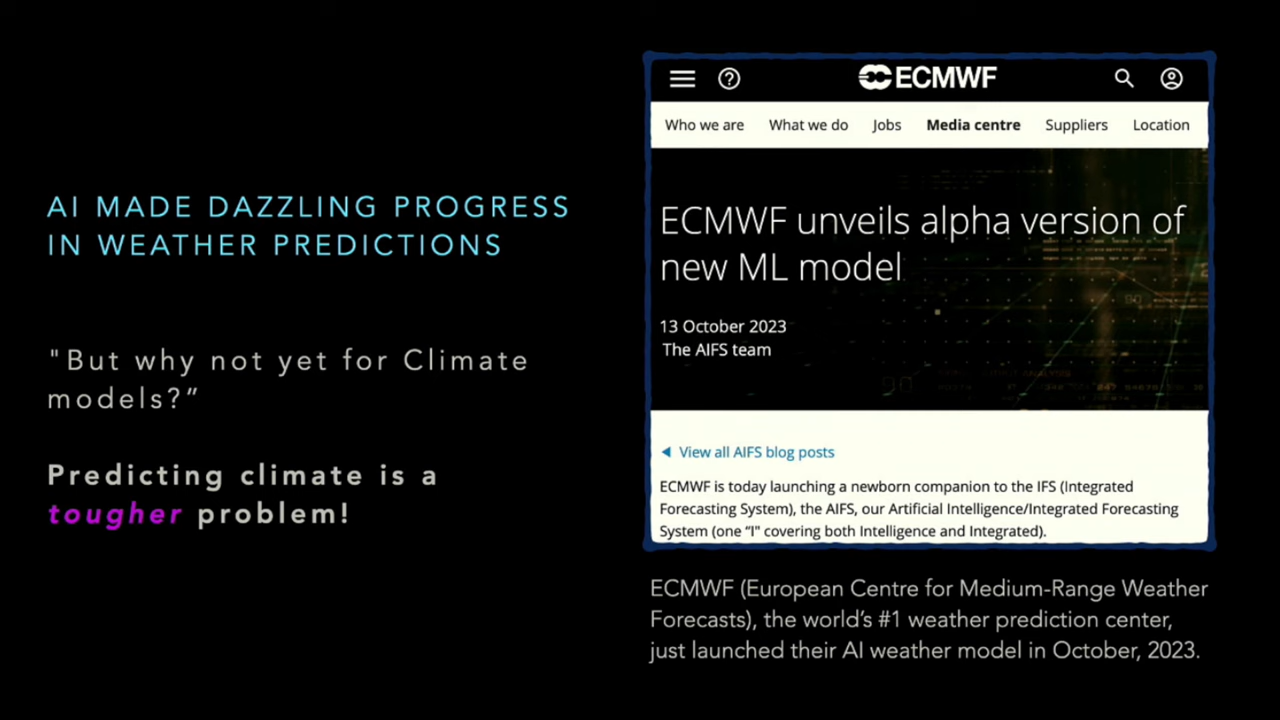 AI MADE DAZZLING PROGRESS
IN WEATHER PREDICTIONS
"But why not yet for Climate
models?”
Predicting climate is a
tougher problem!
ECMWF
Who we are What we do Jobs Media centre Suppliers Location
ECMWF unveils alpha version of
new ML model
13 October 2023
The AIFS team
View all AIFS blog posts
ECMWF is today launching a newborn companion to the IFS (Integrated
Forecasting System), the AIFS, our Artificial Intelligence/Integrated Forecasting
System (one “I” covering both Intelligence and Integrated).
ECMWF (European Centre for Medium-Range Weather
Forecasts), the world’s #1 weather prediction center,
just launched their AI weather model in October, 2023.